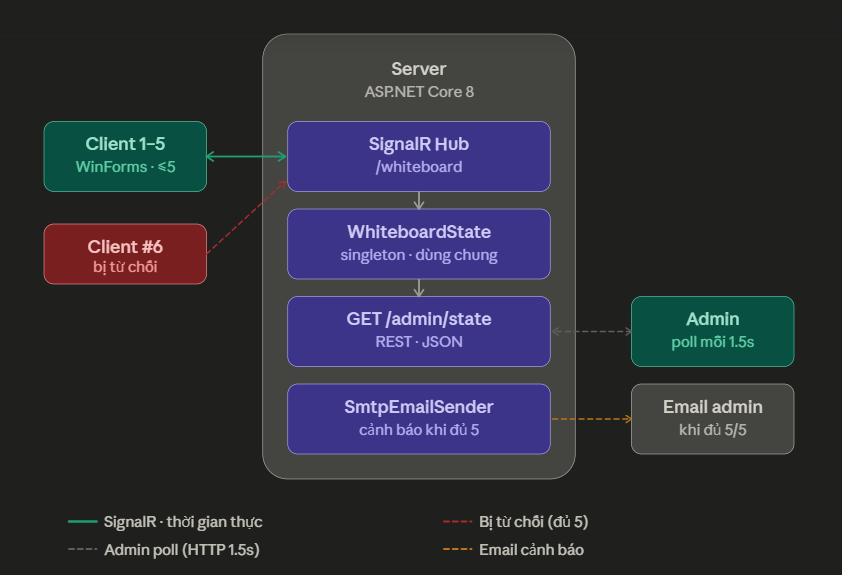 Server
ASP.NET Core 8
Client 1–5
WinForms · ≤5
SignalR Hub
/whiteboard
Client #6
bị từ chối
WhiteboardState
singleton · dùng chung
GET /admin/state
REST · JSON
Admin
poll mỗi 1.5s
SmtpEmailSender
cảnh báo khi đủ 5
Email admin
khi đủ 5/5
SignalR · thời gian thực
Bị từ chối (đủ 5)
Admin poll (HTTP 1.5s)
Email cảnh báo